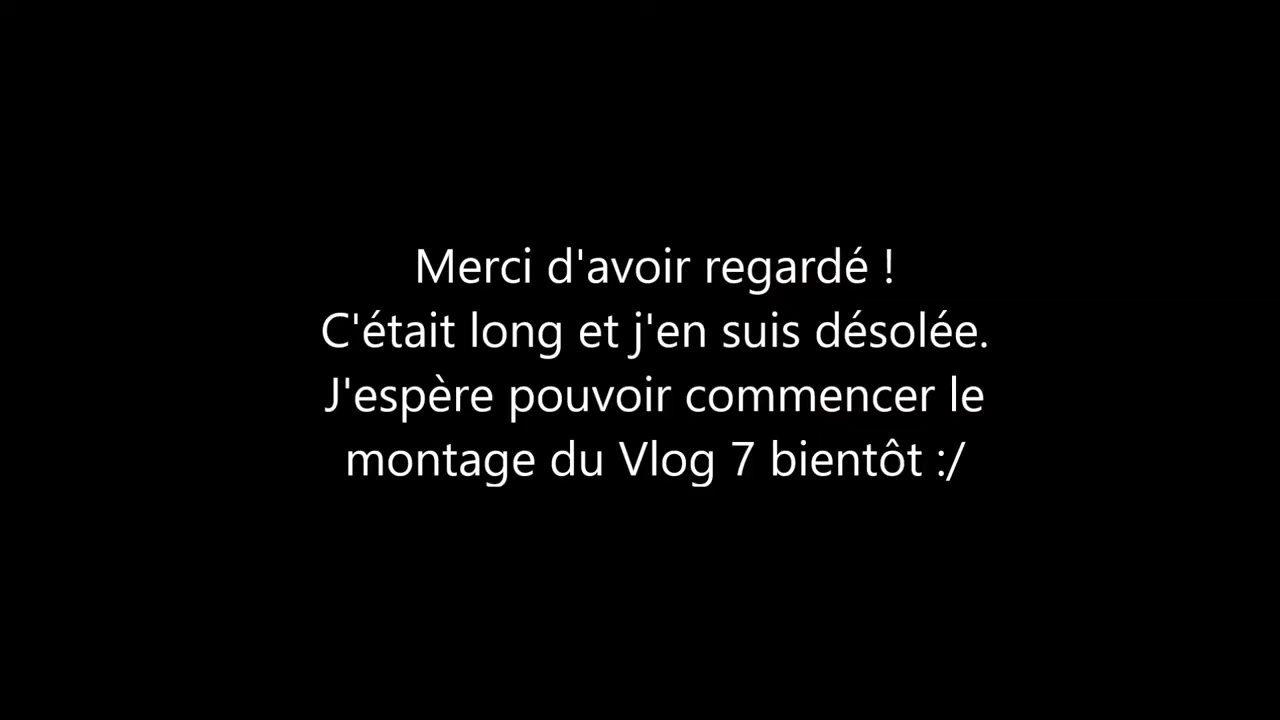 Merci d'avoir regardé !
C'était long et j'en suis désolée.
J'espère pouvoir commencer le
montage du Vlog 7 bientôt :/